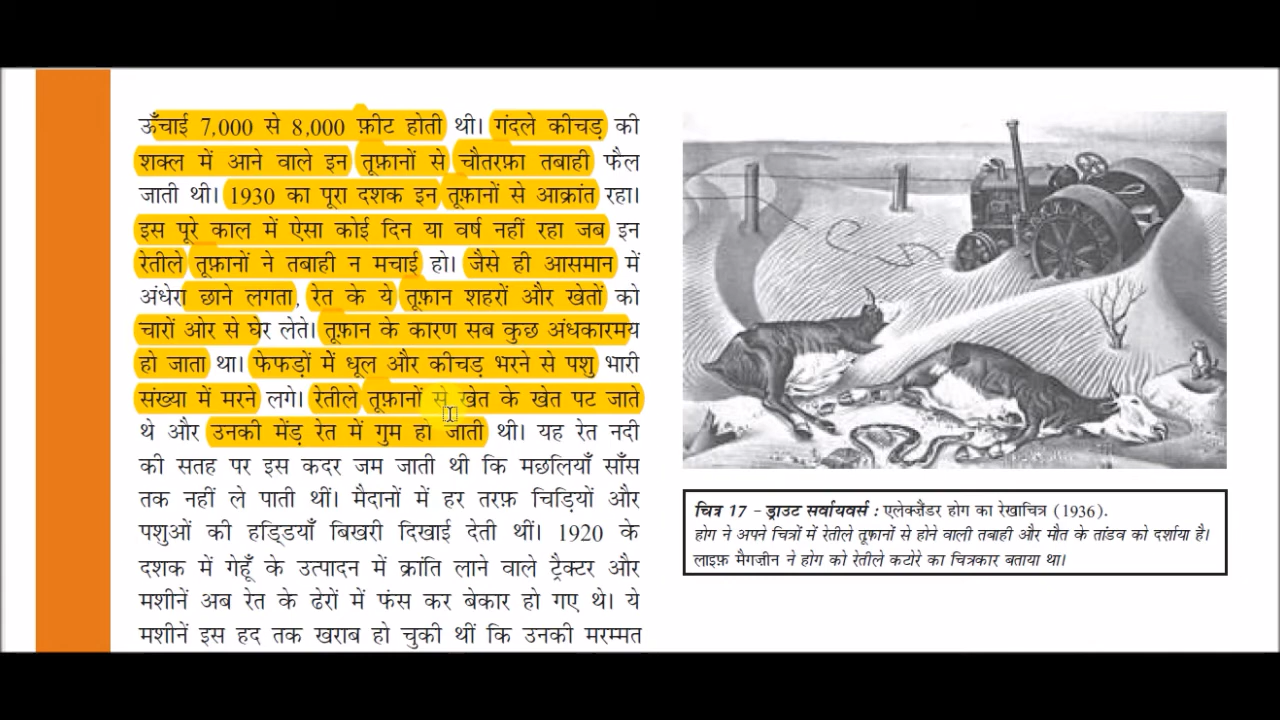 ऊँचाई 7,000 से 8,000 फ़ीट होती थी। गंदले कीचड़ की
शक्ल में आने वाले इन तूफ़ानों से चौतरफ़ा तबाही फैल
जाती थी। 1930 का पूरा दशक इन तूफ़ानों से आक्रांत रहा।
इस पूरे काल में ऐसा कोई दिन या वर्ष नहीं रहा जब इन
रेतीले तूफ़ानों ने तबाही न मचाई हो। जैसे ही आसमान में
अंधेरा छाने लगता, रेत के ये तूफ़ान शहरों और खेतों को
चारों ओर से घेर लेते। तूफ़ान के कारण सब कुछ अंधकारमय
हो जाता था। फेफड़ों में धूल और कीचड़ भरने से पशु भारी
संख्या में मरने लगे। रेतीले तूफ़ानों से खेत के खेत पट जाते
थे और उनकी मेंड़ रेत में गुम हो जाती थी। यह रेत नदी
की सतह पर इस कदर जम जाती थी कि मछलियाँ साँस
तक नहीं ले पाती थीं। मैदानों में हर तरफ़ चिड़ियों और
पशुओं की हड्डियाँ बिखरी दिखाई देती थीं। 1920 के
दशक में गेहूँ के उत्पादन में क्रांति लाने वाले ट्रैक्टर और
मशीनें अब रेत के ढेरों में फंस कर बेकार हो गए थे। ये
मशीनें इस हद तक खराब हो चुकी थीं कि उनकी मरम्मत
चित्र 17 – ड्राउट सर्वायवर्स : एलेक्ज़ैंडर होग का रेखाचित्र (1936).
होग ने अपने चित्रों में रेतीले तूफ़ानों से होने वाली तबाही और मौत के तांडव को दर्शाया है।
लाइफ़ मैगज़ीन ने होग को रेतीले कटोरे का चित्रकार बताया था।